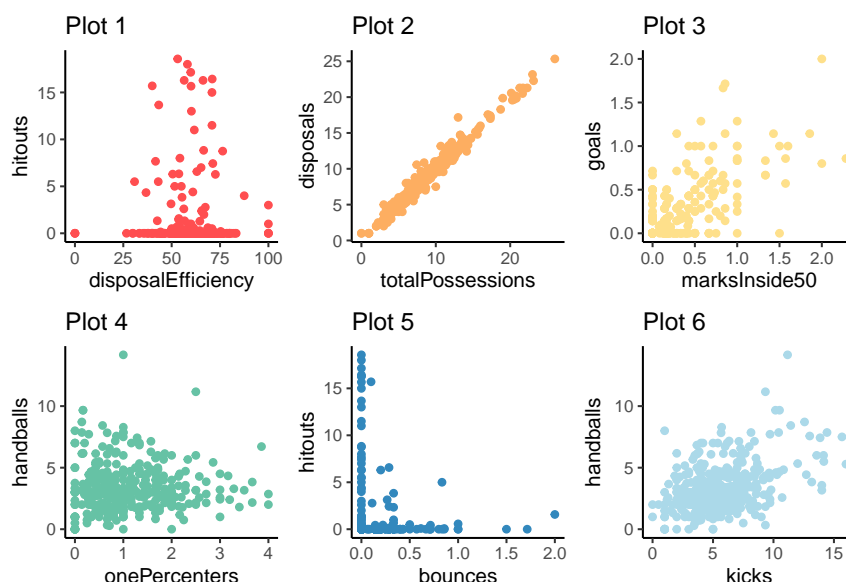 Plot 1
Plot 2
Plot 3
hitouts
15
10
5
0
0
25
50
75
100
disposalEfficiency
disposals
25
20
15
10
5
0
0
10
20
totalPossessions
goals
2.0
1.5
1.0
0.5
0.0
0.0
0.5
1.0
1.5
2.0
marksInside50
Plot 4
Plot 5
Plot 6
handballs
10
5
0
0
1
2
3
4
onePercenters
hitouts
15
10
5
0
0.0
0.5
1.0
1.5
2.0
bounces
handballs
10
5
0
0
5
10
15
kicks